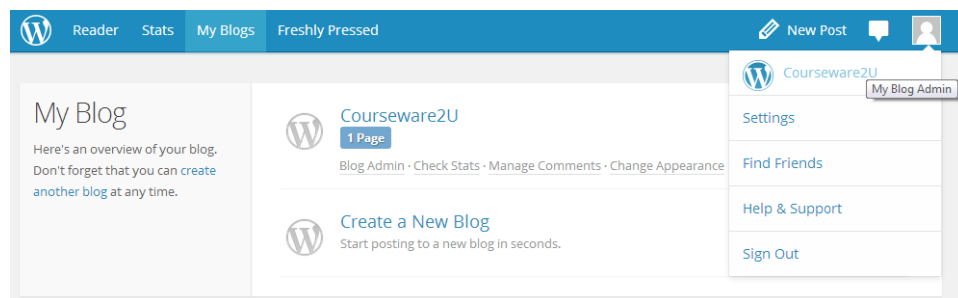 Reader Stats My Blogs Freshly Pressed New Post
Courseware2U
My Blog Admin
Settings
Find Friends
Help & Support
Sign Out
My Blog
Here's an overview of your blog.
Don't forget that you can create
another blog at any time.
Courseware2U
1 Page
Blog Admin · Check Stats · Manage Comments · Change Appearance
Create a New Blog
Start posting to a new blog in seconds.